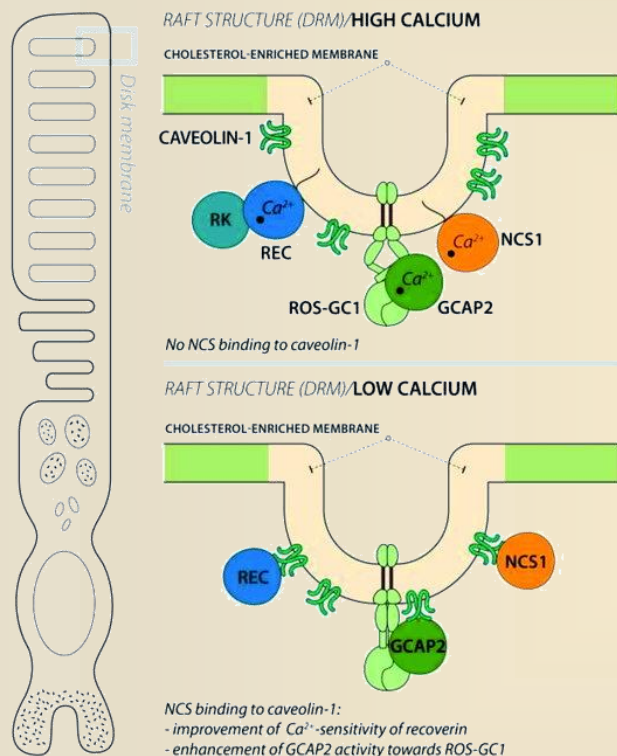 RAFT STRUCTURE (DRM)/HIGH CALCIUM
CHOLESTEROL-ENRICHED MEMBRANE
Disk membrane
CAVEOLIN-1
RK
Ca²⁺
REC
Ca²⁺
NCS1
Ca²⁺
ROS-GC1
GCAP2
No NCS binding to caveolin-1
RAFT STRUCTURE (DRM)/LOW CALCIUM
CHOLESTEROL-ENRICHED MEMBRANE
REC
NCS1
GCAP2
NCS binding to caveolin-1:
- improvement of Ca²⁺-sensitivity of recoverin
- enhancement of GCAP2 activity towards ROS-GC1